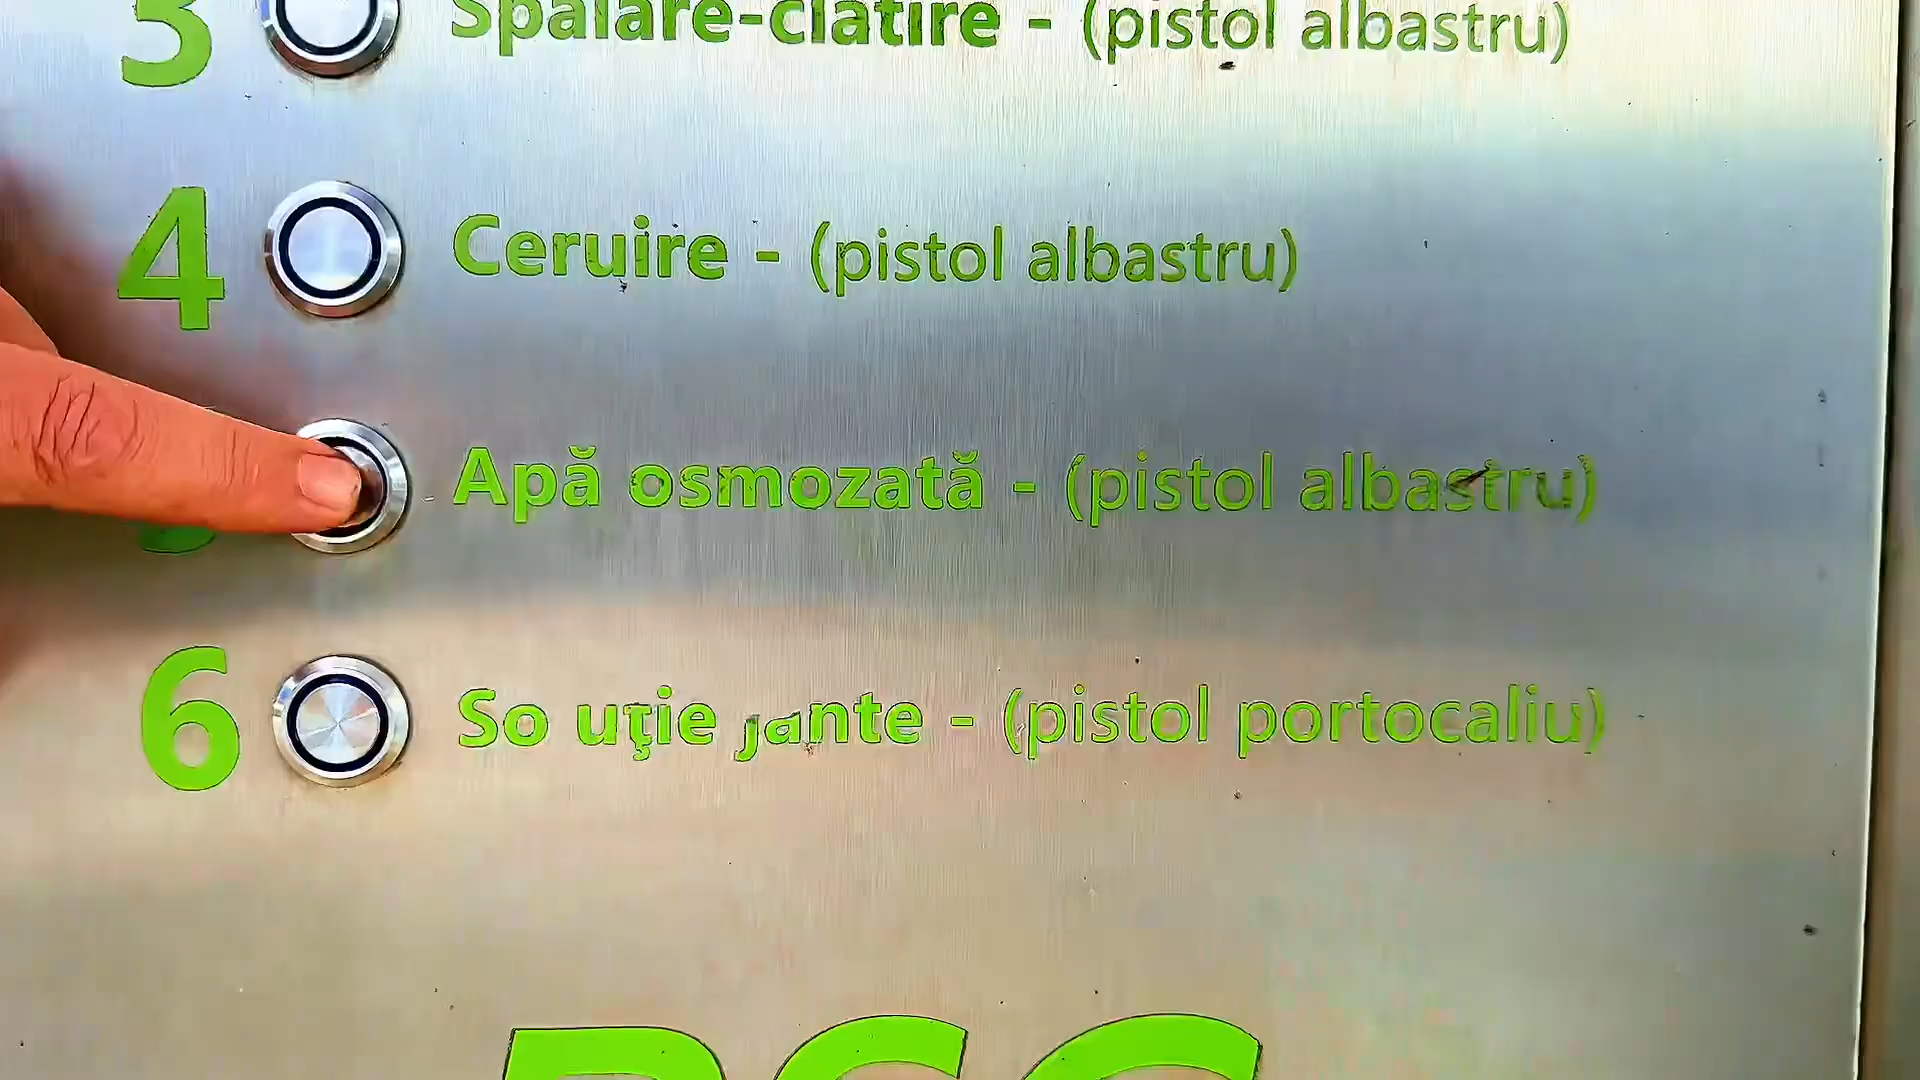 3 Spălare-clătire - (pistol albastru)
4 Ceruire - (pistol albastru)
Apă osmozată - (pistol albastru)
6 So uţie jante - (pistol portocaliu)